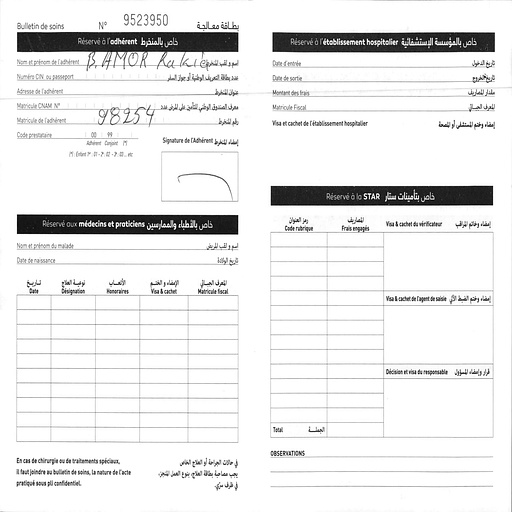 Bulletin de soins N° 9523950 بطاقة معالجة
Réservé à l'adhérent خاص بالمنخرط
Nom et prénom de l'adhérent B. AMOR اسم و لقب المنخرط
Numéro CIN ou passeport عدد بطاقة التعريف الوطنية أو جواز السفر
Adresse de l'adhérent عنوان المنخرط
Matricule CNAM N° معرف الصندوق الوطني للتأمين على المرض عدد
Matricule de l'adhérent 98254 رقم المنخرط
Code prestataire 00 99
Adhérent Conjoint (*)
(*) : Enfant N° : 01 - 2° : 02 - 3° : 03 ... etc
Signature de l'Adhérent إمضاء المنخرط
Réservé aux médecins et praticiens خاص بالأطباء والممارسين
Nom et prénom du malade اسم و لقب المريض
Date de naissance تاريخ الولادة
تاريخ نوعية العلاج الأتعاب الإمضاء و الختم المعرف الجبائي
Date Désignation Honoraires Visa & cachet Matricule fiscal
En cas de chirurgie ou de traitements spéciaux,
il faut joindre au bulletin de soins, la nature de l'acte
pratiqué sous pli confidentiel.
في حالات الجراحة أو العلاج الخاص
يجب مصاحبة بطاقة العلاج، بنوع العمل المنجز،
في ظرف سرّي.
Réservé à l'établissement hospitalier خاص بالمؤسسة الإستشفائية
Date d'entrée تاريخ الدخول
Date de sortie تاريخ الخروج
Montant des frais مقدار المصاريف
Matricule Fiscal المعرف الجبائي
Visa et cachet de l'établissement hospitalier إمضاء وختم المستشفى أو المصحة
Réservé à la STAR خاص بتأمينات ستار
رمز العنوان المصاريف
Code rubrique Frais engagés
Visa & cachet du vérificateur إمضاء وخاتم المراقب
Visa & cachet de l'agent de saisie إمضاء وختم الضبط الآلي
Décision et visa du responsable قرار وإمضاء المسؤول
Total الجملة
OBSERVATIONS